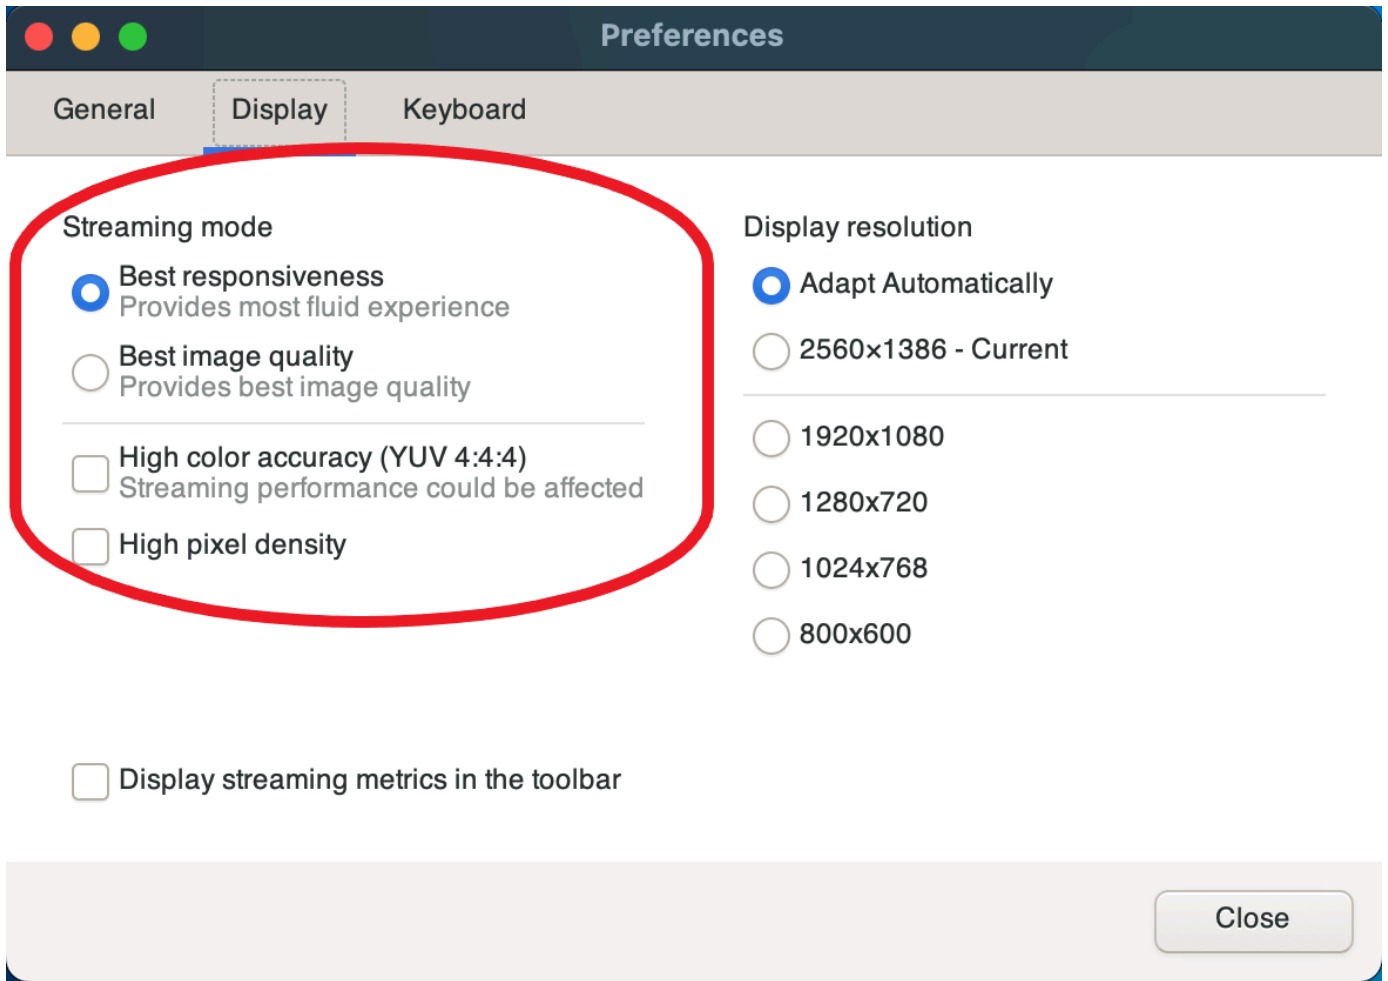 Preferences
General Display Keyboard
Streaming mode
Best responsiveness
Provides most fluid experience
Best image quality
Provides best image quality
High color accuracy (YUV 4:4:4)
Streaming performance could be affected
High pixel density
Display resolution
Adapt Automatically
2560×1386 - Current
1920x1080
1280x720
1024x768
800x600
Display streaming metrics in the toolbar
Close